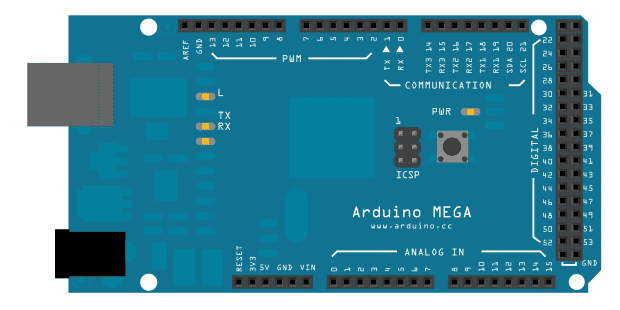 AREF GND 13 12 11 10 9 8 7 6 5 4 3 2 1 0
TX RX
TX3 14 RX3 15 TX2 16 RX2 17 TX1 18 RX1 19 SDA 20 SCL 21
PWM
COMMUNICATION
L
TX
RX
PWR
1
ICSP
DIGITAL
22
24
26
28
30 31
32 33
34 35
36 37
38 39
40 41
42 43
44 45
46 47
48 49
50 51
52 53
GND
Arduino MEGA
www.arduino.cc
ANALOG IN
RESET 3V3 5V GND VIN
0 1 2 3 4 5 6 7 8 9 10 11 12 13 14 15